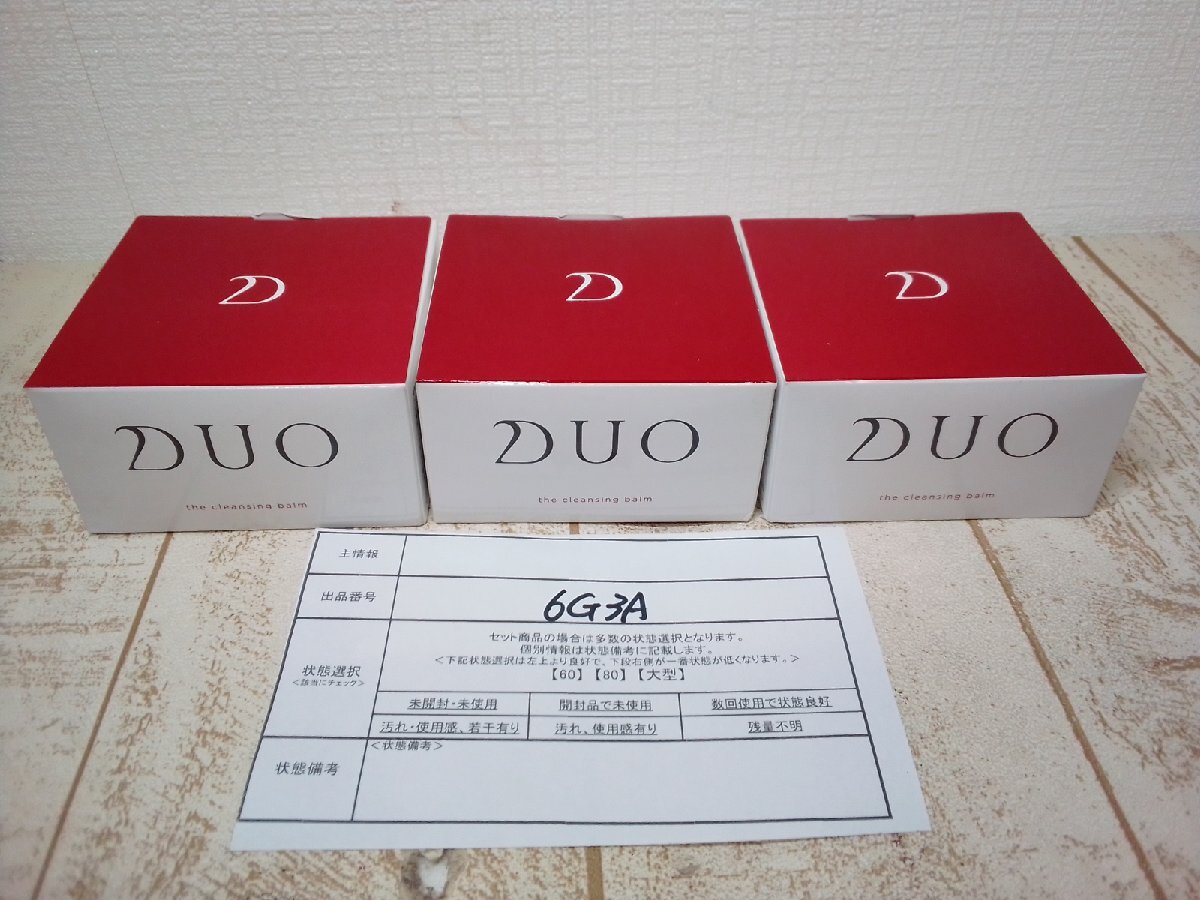 D
D
D
DUO
the cleansing balm
DUO
the cleansing balm
DUO
the cleansing balm
主情報
出品番号
6G3A
状態選択
<該当にチェック>
セット商品の場合は多数の状態選択となります。
個別情報は状態備考に記載します。
<下記状態選択は左上より良好で、下段右側が一番状態が低くなります。>
【60】【80】【大型】
未開封・未使用
開封品で未使用
数回使用で状態良好
汚れ・使用感、若干有り
汚れ、使用感有り
残量不明
状態備考
<状態備考>